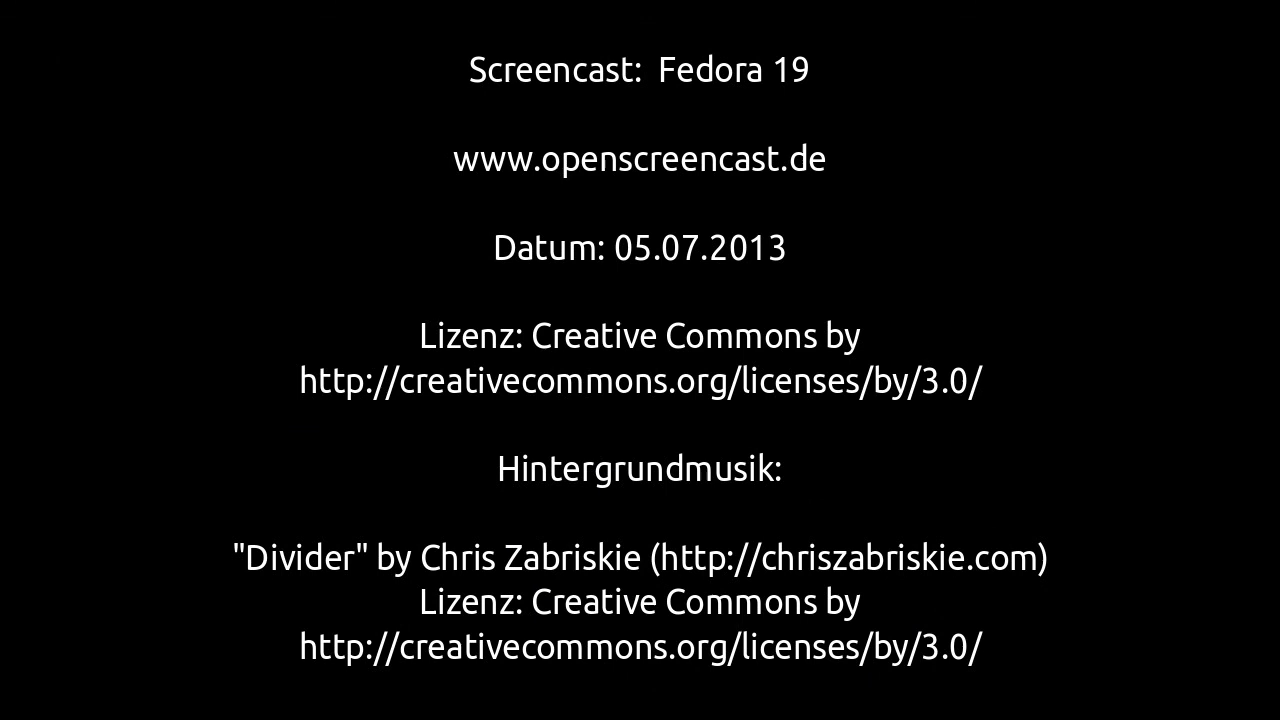 Screencast:  Fedora 19
www.openscreencast.de
Datum: 05.07.2013
Lizenz: Creative Commons by
http://creativecommons.org/licenses/by/3.0/
Hintergrundmusik:
"Divider" by Chris Zabriskie (http://chriszabriskie.com)
Lizenz: Creative Commons by
http://creativecommons.org/licenses/by/3.0/